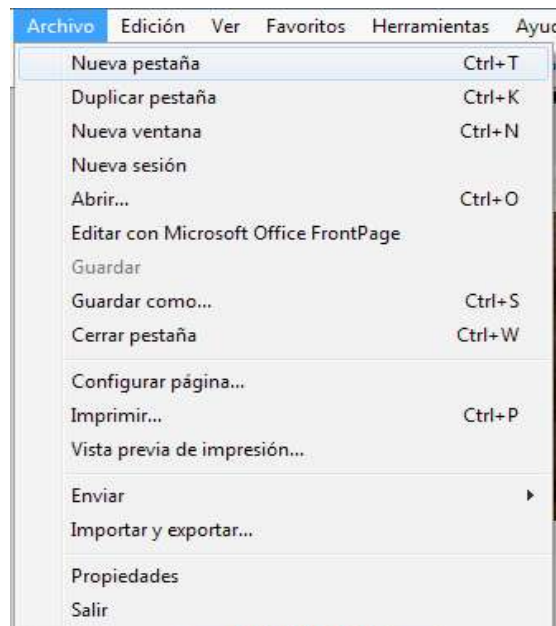 Archivo Edición Ver Favoritos Herramientas
Nueva pestaña Ctrl+T
Duplicar pestaña Ctrl+K
Nueva ventana Ctrl+N
Nueva sesión
Abrir... Ctrl+O
Editar con Microsoft Office FrontPage
Guardar
Guardar como... Ctrl+S
Cerrar pestaña Ctrl+W
Configurar página...
Imprimir... Ctrl+P
Vista previa de impresión...
Enviar
Importar y exportar...
Propiedades
Salir